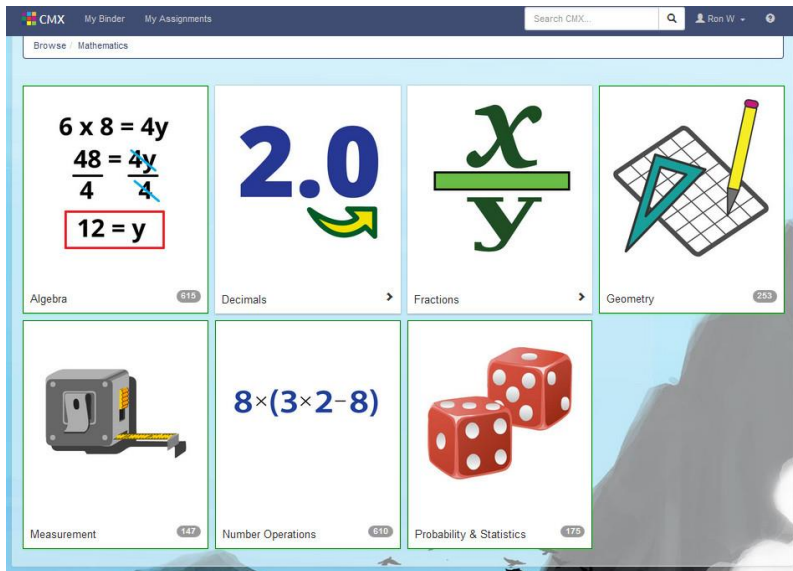 CMX My Binder My Assignments Search CMX... Ron W
Browse / Mathematics
6 x 8 = 4y
48 = 4y
4 4
12 = y
2.0
x
y
Algebra 615
Decimals
Fractions
Geometry 253
8×(3×2-8)
Measurement 147
Number Operations 610
Probability & Statistics 175